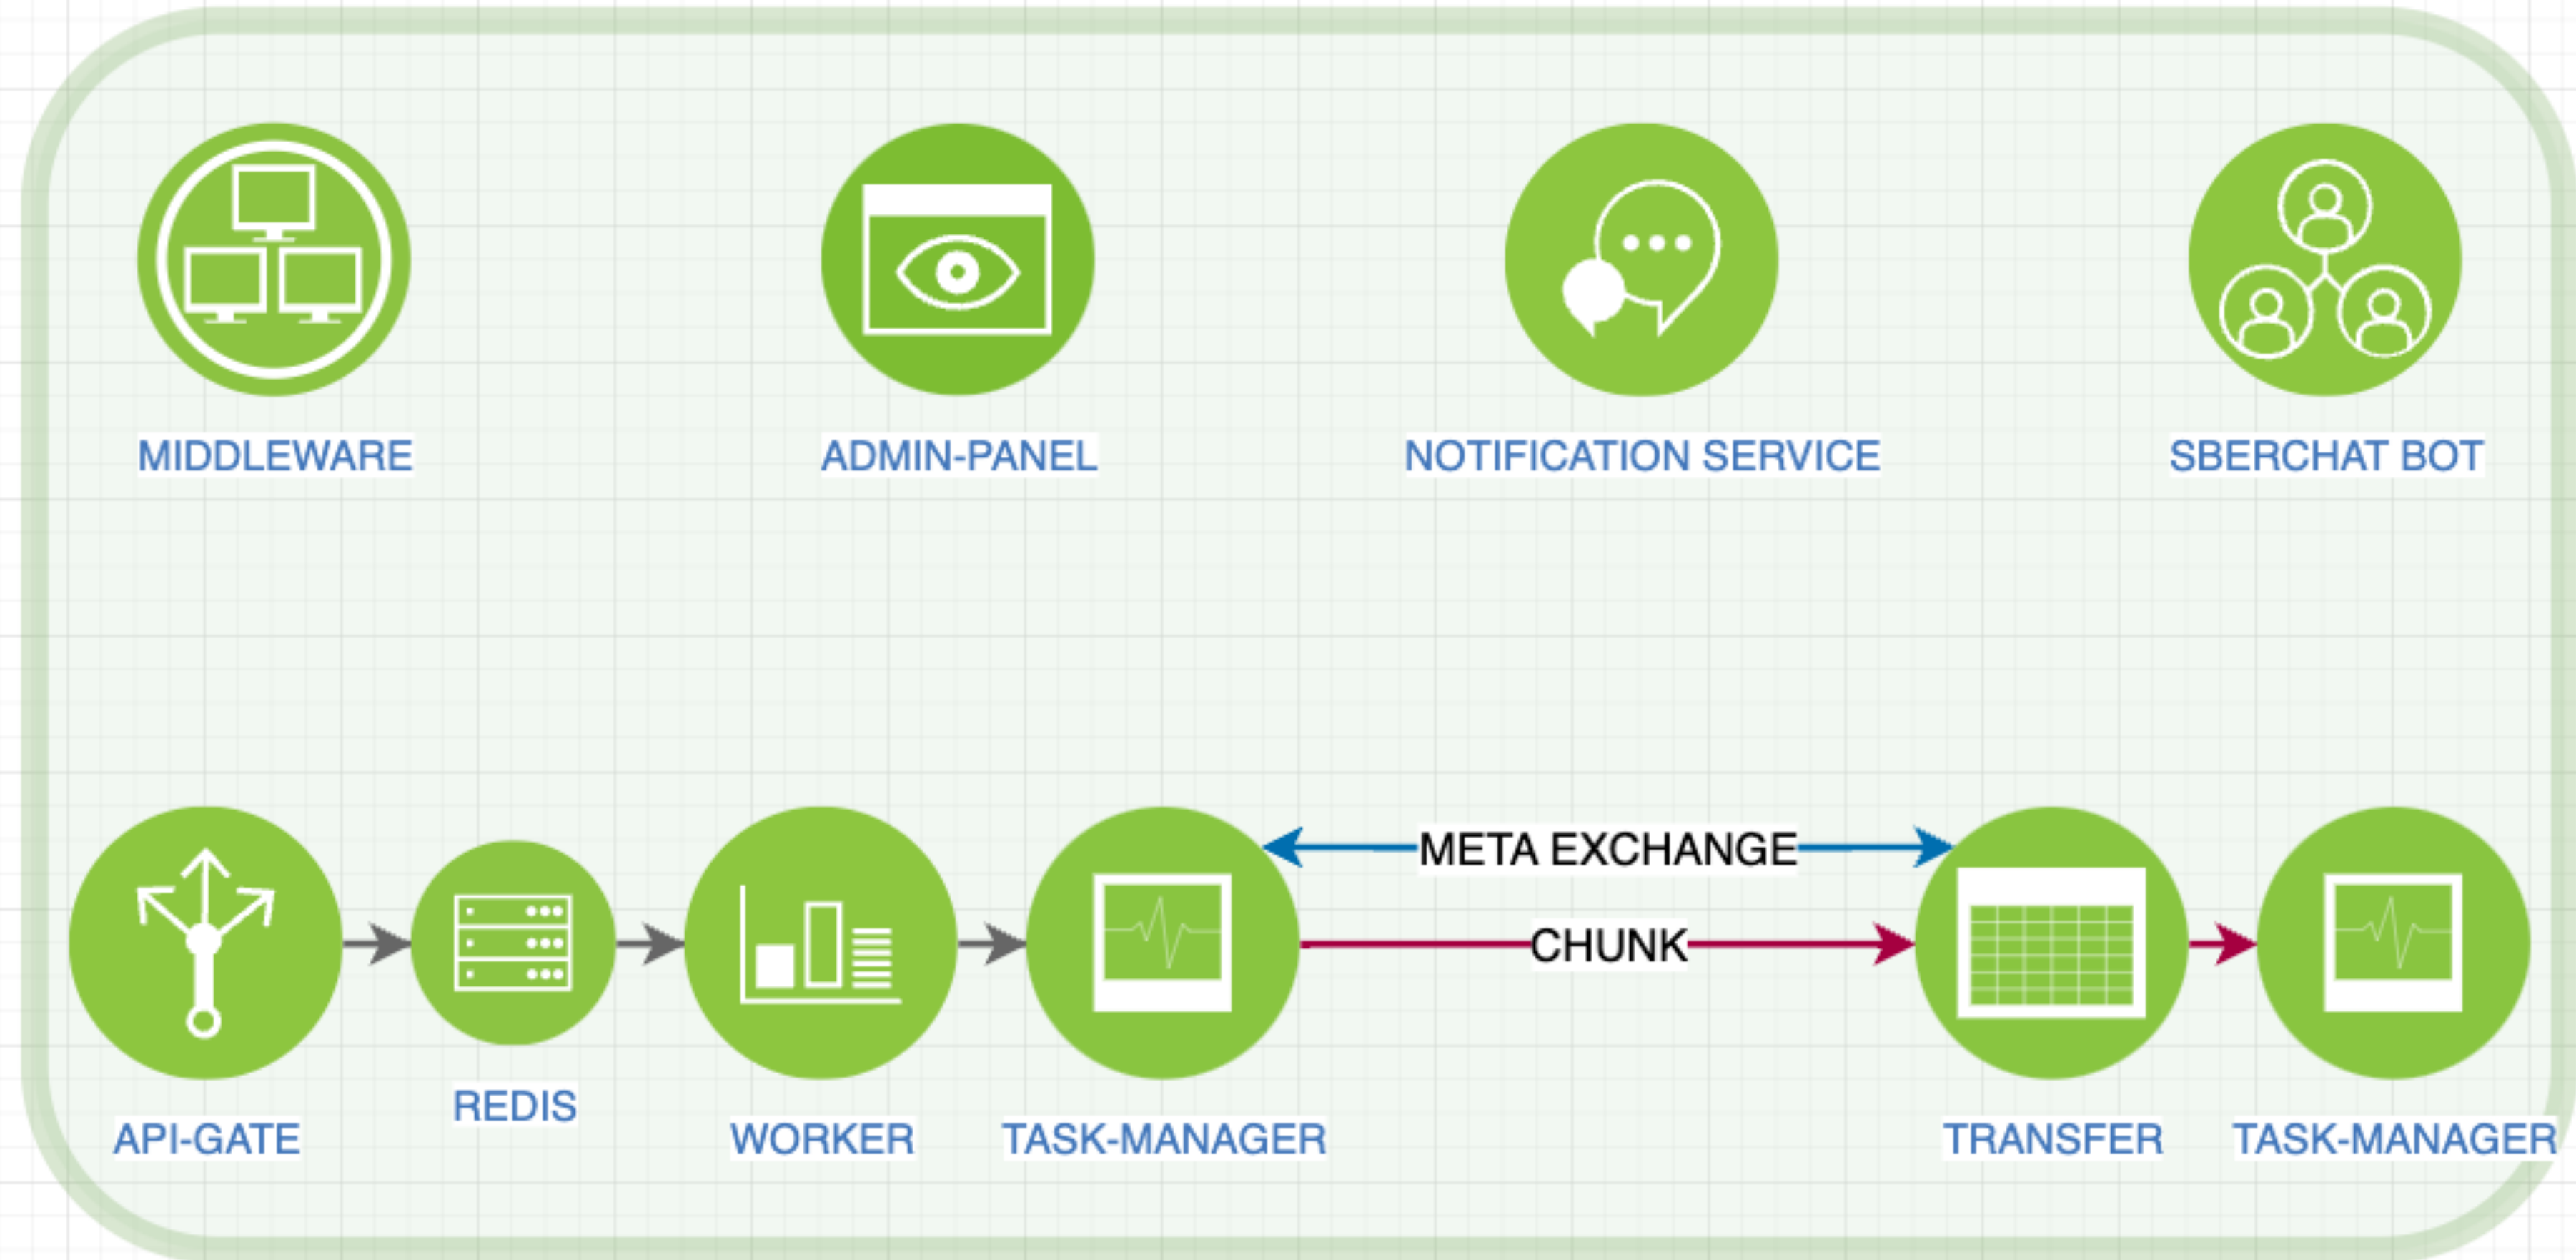 MIDDLEWARE
ADMIN-PANEL
NOTIFICATION SERVICE
SBERCHAT BOT
META EXCHANGE
CHUNK
API-GATE
REDIS
WORKER
TASK-MANAGER
TRANSFER
TASK-MANAGER